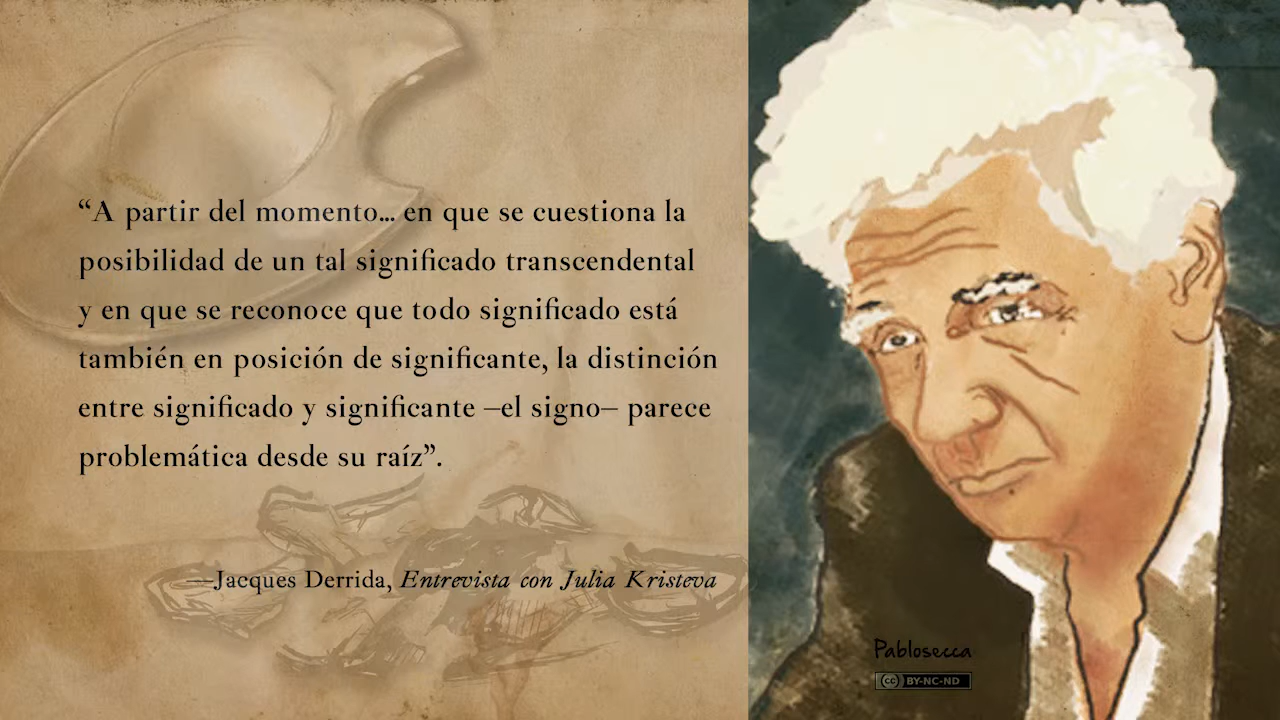 “A partir del momento... en que se cuestiona la
posibilidad de un tal significado transcendental
y en que se reconoce que todo significado está
también en posición de significante, la distinción
entre significado y significante –el signo– parece
problemática desde su raíz”.
—Jacques Derrida, Entrevista con Julia Kristeva
Pablosecca
cc BY-NC-ND